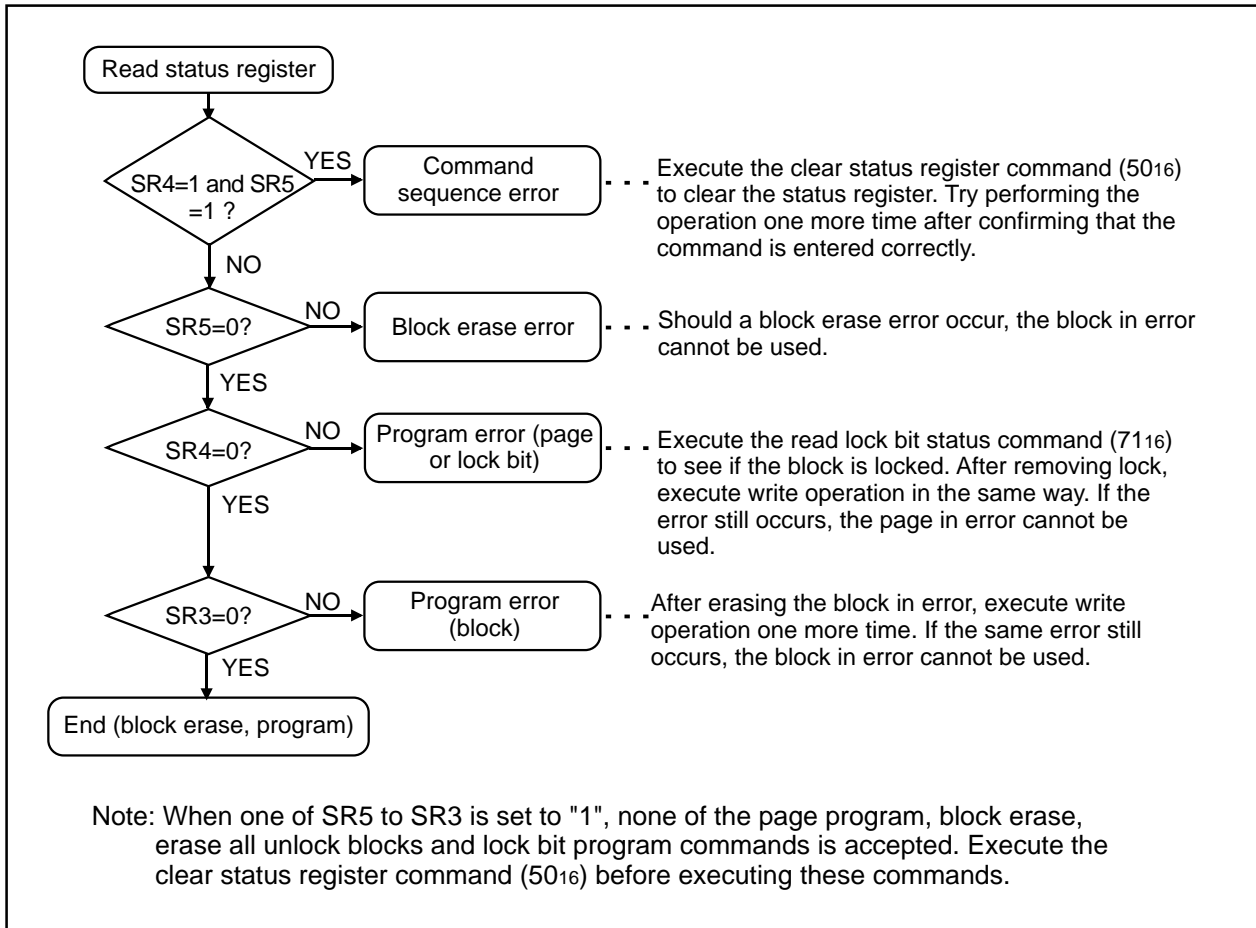 Read status register
SR4=1 and SR5
=1 ?
YES
Command
sequence error
Execute the clear status register command (5016)
to clear the status register. Try performing the
operation one more time after confirming that the
command is entered correctly.
NO
SR5=0?
NO
Block erase error
Should a block erase error occur, the block in error
cannot be used.
YES
SR4=0?
NO
Program error (page
or lock bit)
Execute the read lock bit status command (7116)
to see if the block is locked. After removing lock,
execute write operation in the same way. If the
error still occurs, the page in error cannot be
used.
YES
SR3=0?
NO
Program error
(block)
After erasing the block in error, execute write
operation one more time. If the same error still
occurs, the block in error cannot be used.
YES
End (block erase, program)
Note: When one of SR5 to SR3 is set to "1", none of the page program, block erase,
erase all unlock blocks and lock bit program commands is accepted. Execute the
clear status register command (5016) before executing these commands.